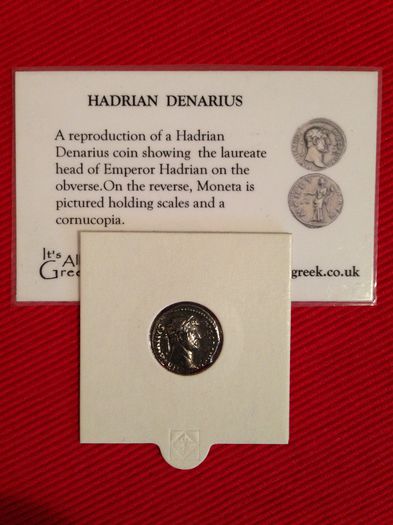 HADRIAN DENARIUS
A reproduction of a Hadrian
Denarius coin showing the laureate
head of Emperor Hadrian on the
obverse.On the reverse, Moneta is
pictured holding scales and a
cornucopia.
It's All
Gree
greek.co.uk